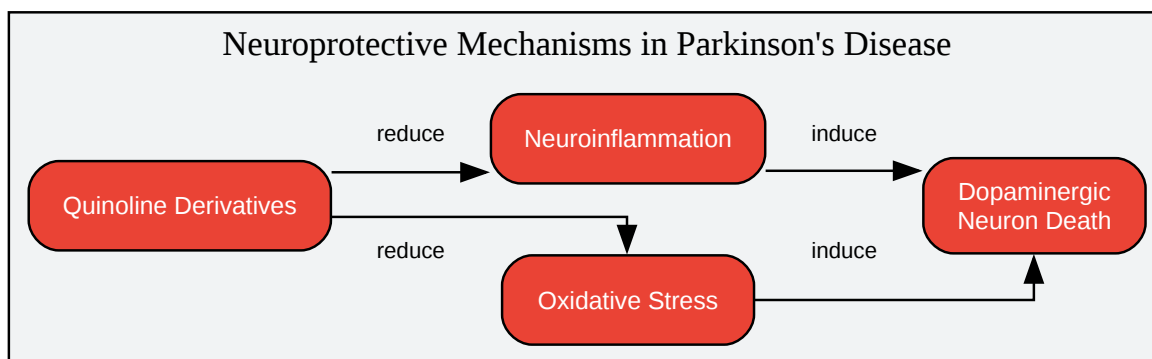 Neuroprotective Mechanisms in Parkinson's Disease
reduce
Neuroinflammation
induce
Quinoline Derivatives
Dopaminergic
Neuron Death
reduce
induce
Oxidative Stress